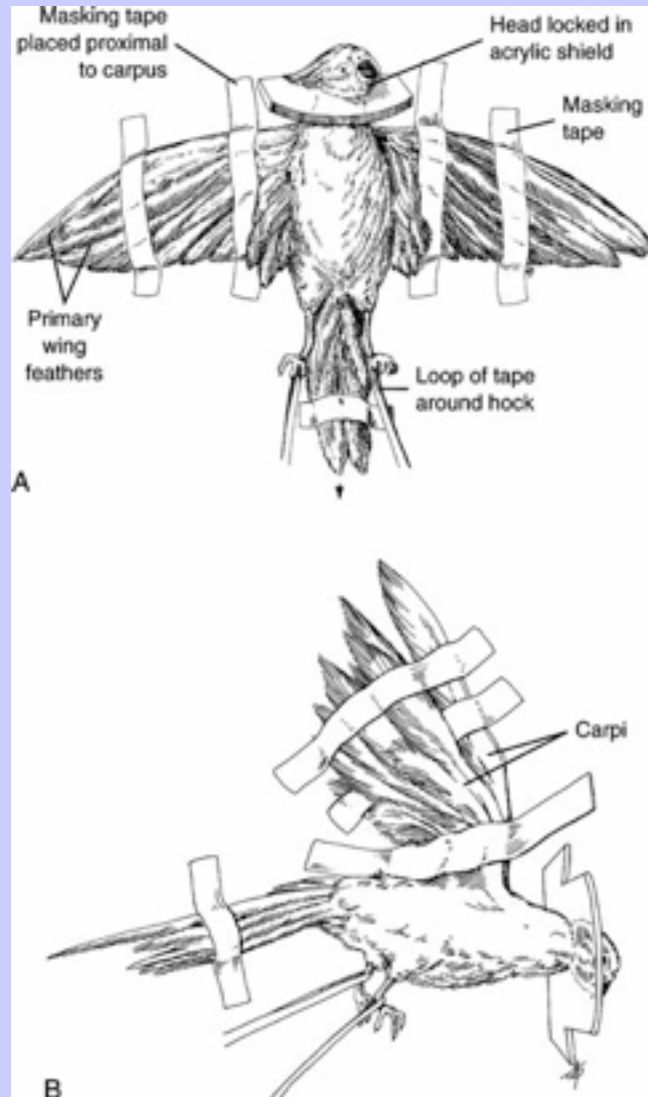 Masking tape
placed proximal
to carpus
Head locked in
acrylic shield
Masking
tape
Primary
wing
feathers
Loop of tape
around hock
A
Carpi
B